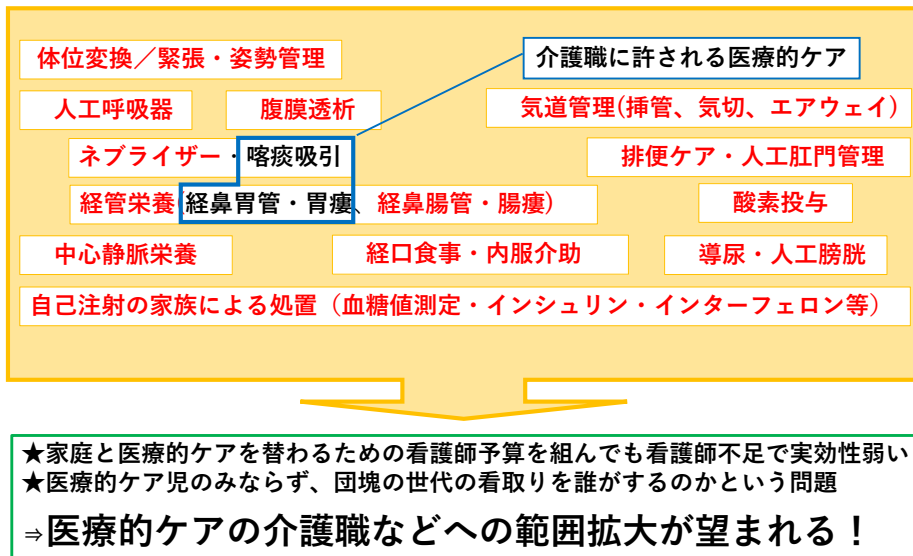 体位変換／緊張・姿勢管理
介護職に許される医療的ケア
人工呼吸器
腹膜透析
気道管理(挿管、気切、エアウェイ)
ネブライザー・喀痰吸引
排便ケア・人工肛門管理
経管栄養(経鼻胃管・胃瘻、経鼻腸管・腸瘻)
酸素投与
中心静脈栄養
経口食事・内服介助
導尿・人工膀胱
自己注射の家族による処置（血糖値測定・インシュリン・インターフェロン等）
★家庭と医療的ケアを替わるための看護師予算を組んでも看護師不足で実効性弱い
★医療的ケア児のみならず、団塊の世代の看取りを誰がするのかという問題
⇒医療的ケアの介護職などへの範囲拡大が望まれる！